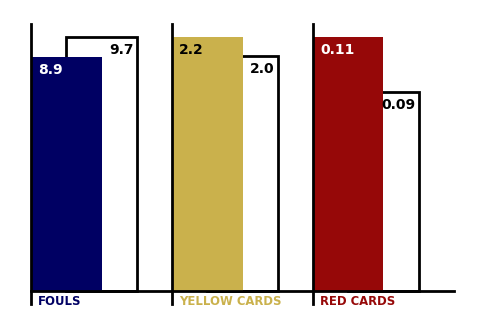 9.7
8.9
2.2
2.0
0.11
0.09
FOULS
YELLOW CARDS
RED CARDS